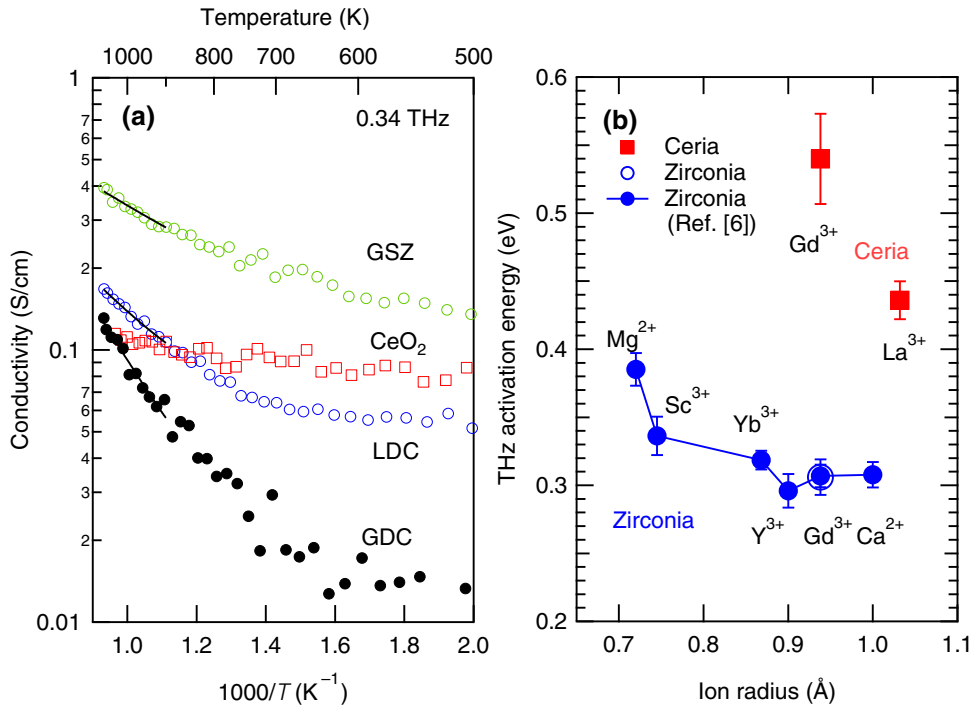 Temperature (K)
1000 800 700 600 500
1
7
5
4
3
2
0.1
7
5
4
3
2
0.01
Conductivity (S/cm)
(a)
0.34 THz
GSZ
CeO2
LDC
GDC
1.0 1.2 1.4 1.6 1.8 2.0
1000/T (K−1)
0.6
0.5
0.4
0.3
0.2
THz activation energy (eV)
(b)
Ceria
Zirconia
Zirconia
(Ref. [6])
Gd3+
Ceria
La3+
Mg2+
Sc3+
Yb3+
Zirconia
Y3+ Gd3+ Ca2+
0.7 0.8 0.9 1.0 1.1
Ion radius (Å)